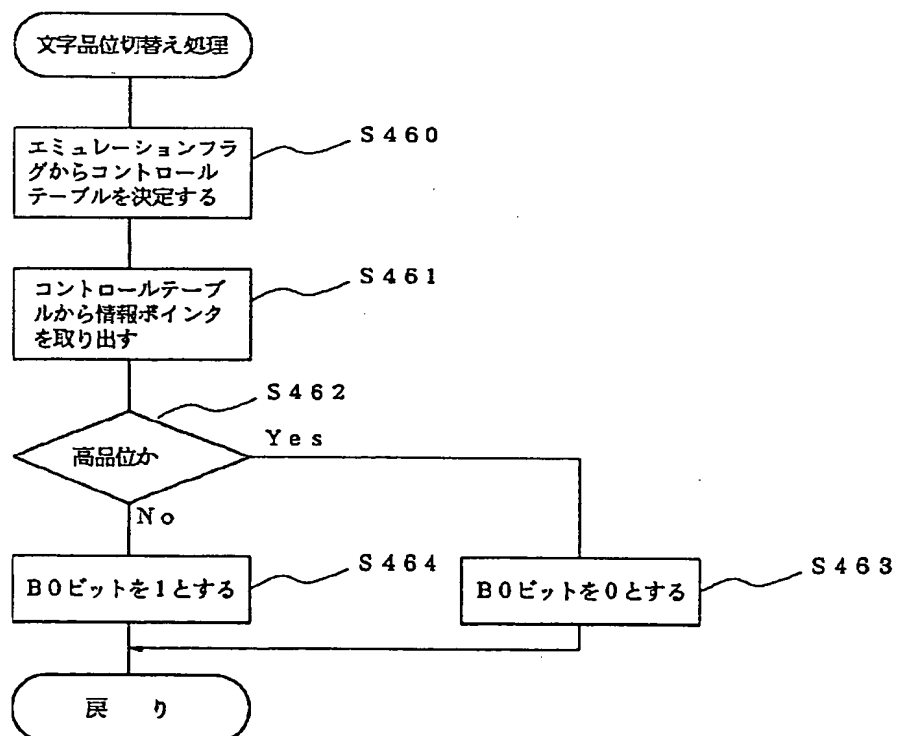 文字品位切替え処理
エミュレーションフラ
グからコントロール
テーブルを決定する
S460
コントロールテーブ
ルから情報ポインタ
を取り出す
S461
S462
高品位か
Yes
No
B0ビットを1とする
S464
B0ビットを0とする
S463
戻り